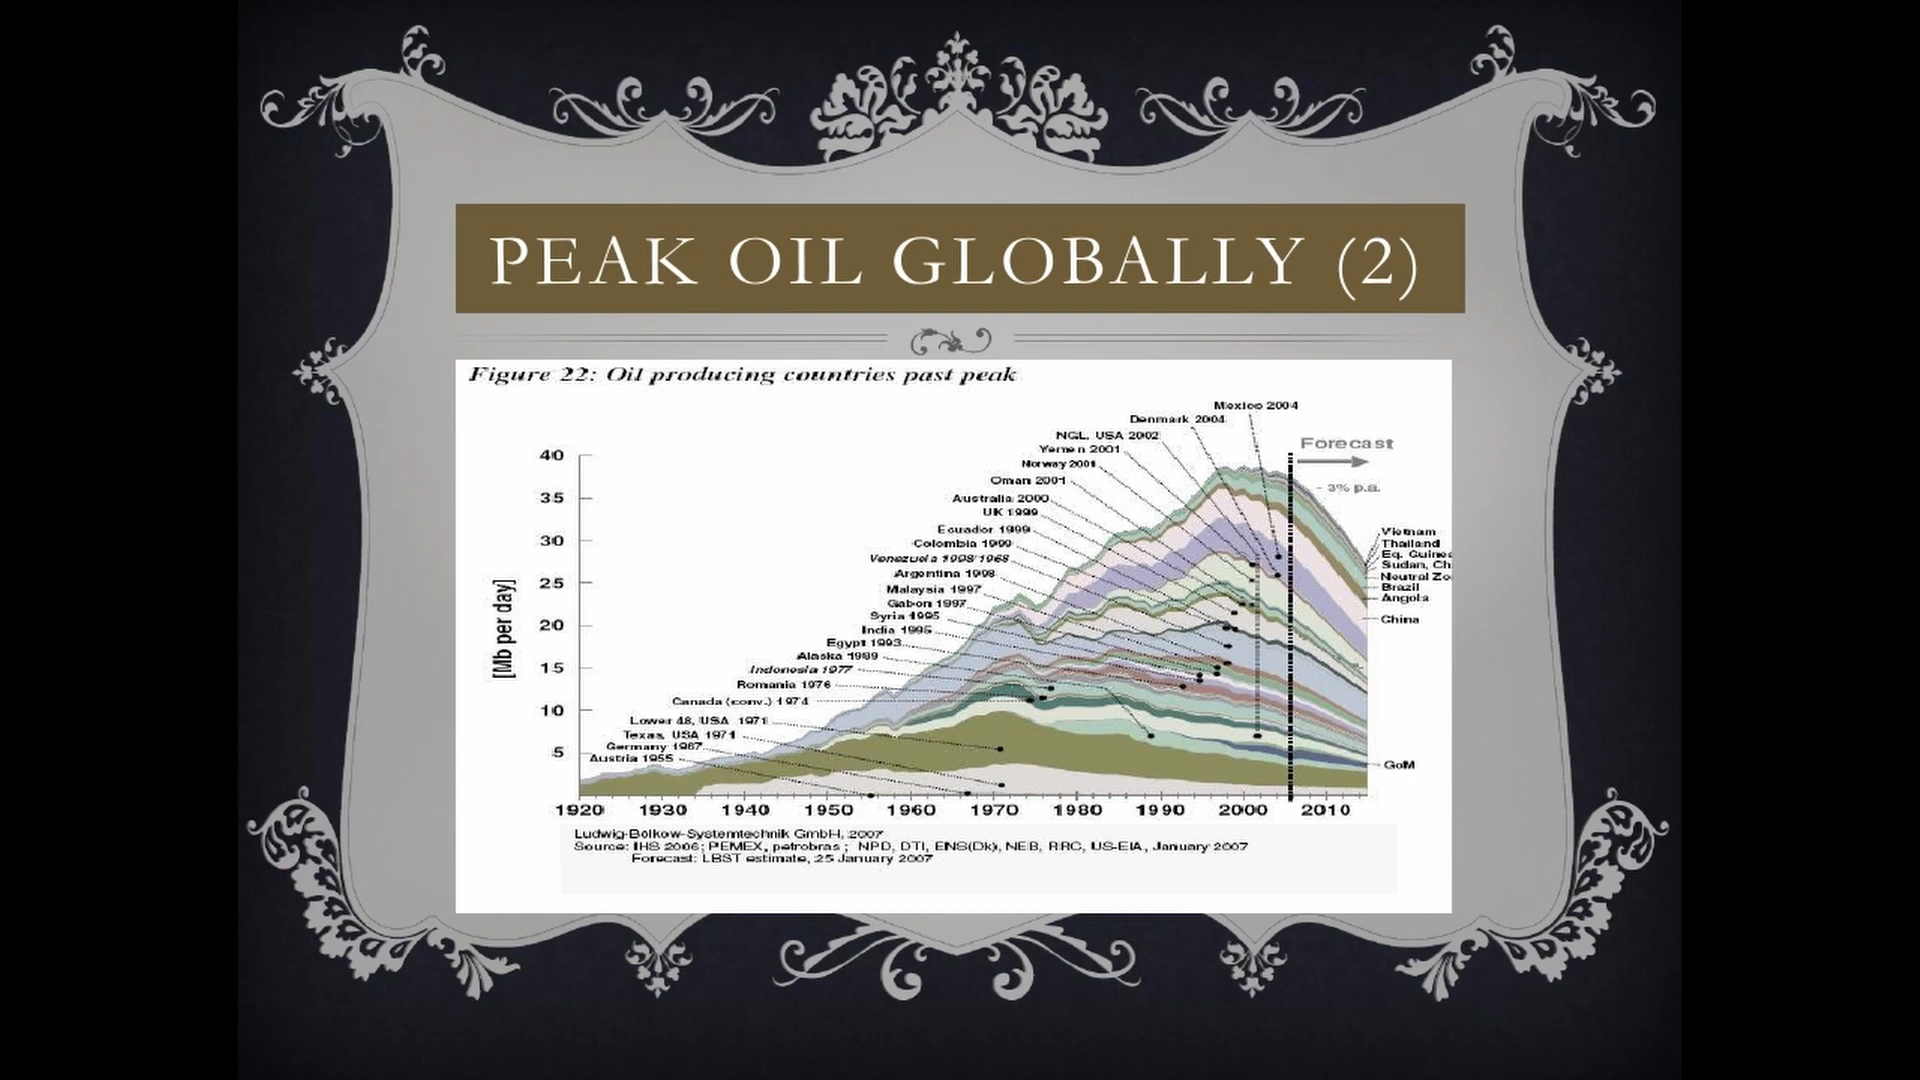 PEAK OIL GLOBALLY (2)
Figure 22: Oil producing countries past peak
Mexico 2004
Denmark 2004
NGL, USA 2002
Yemen 2001
Norway 2001
Oman 2001
Australia 2000
UK 1999
Ecuador 1999
Colombia 1999
Venezuela 1998/1968
Argentina 1998
Malaysia 1997
Gabon 1997
Syria 1995
India 1995
Egypt 1993
Alaska 1989
Indonesia 1977
Romania 1976
Canada (conv.) 1974
Lower 48, USA 1971
Texas, USA 1971
Germany 1967
Austria 1955
Forecast
- 3% p.a.
[Mb per day]
40
35
30
25
20
15
10
5
Vietnam
Thailand
Eq. Guinea
Sudan, Ch
Neutral Zo
Brazil
Angola
China
GoM
1920 1930 1940 1950 1960 1970 1980 1990 2000 2010
Ludwig-Bölkow-Systemtechnik GmbH, 2007
Source: IHS 2006; PEMEX, petrobras ; NPD, DTI, ENS(Dk), NEB, RRC, US-EIA, January 2007
Forecast: LBST estimate, 25 January 2007